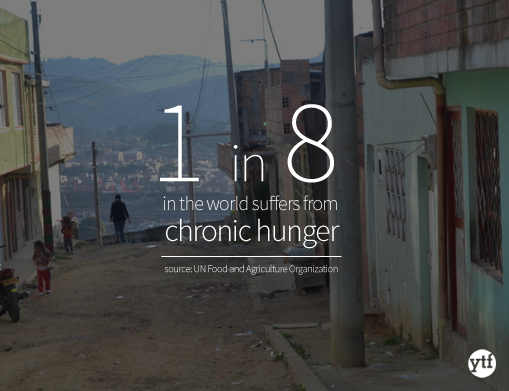 1 in 8
in the world suffers from
chronic hunger
source: UN Food and Agriculture Organization
ytf